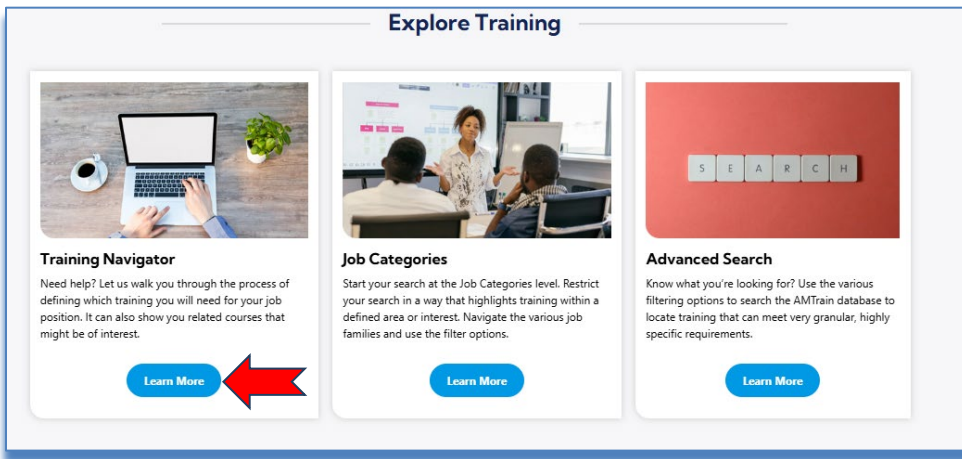 Explore Training
S E A R C H
Training Navigator
Need help? Let us walk you through the process of
defining which training you will need for your job
position. It can also show you related courses that
might be of interest.
Learn More
Job Categories
Start your search at the Job Categories level. Restrict
your search in a way that highlights training within a
defined area or interest. Navigate the various job
families and use the filter options.
Learn More
Advanced Search
Know what you're looking for? Use the various
filtering options to search the AMTrain database to
locate training that can meet very granular, highly
specific requirements.
Learn More